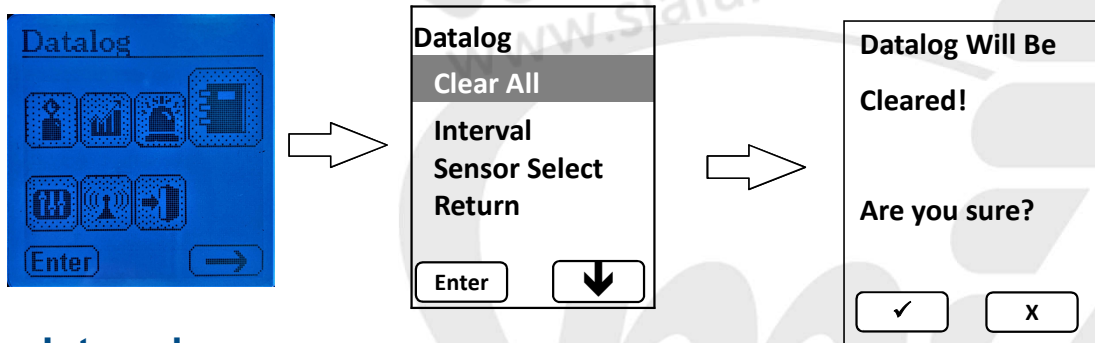 Datalog
Enter
Datalog
Clear All
Interval
Sensor Select
Return
Enter
Datalog Will Be
Cleared!
Are you sure?
✓
X